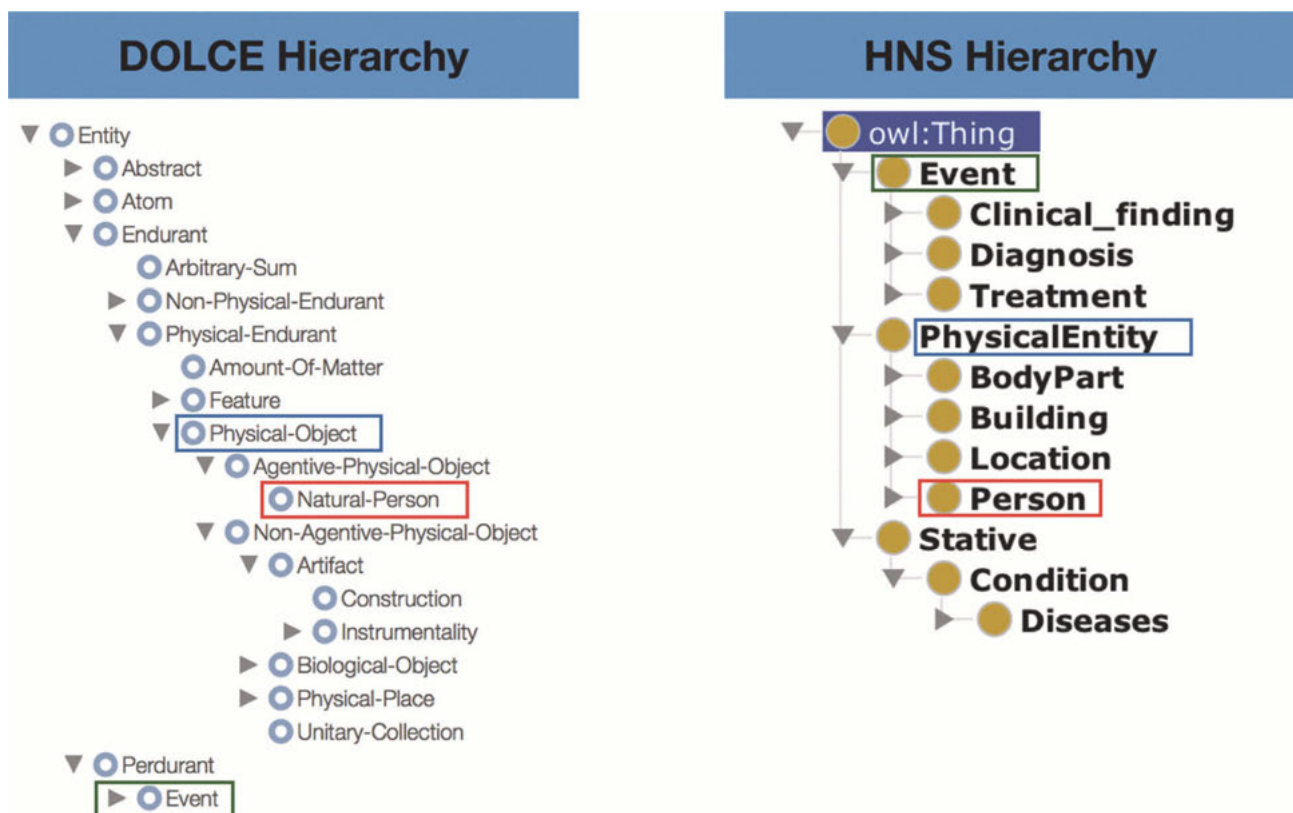 DOLCE Hierarchy
Entity
Abstract
Atom
Endurant
Arbitrary-Sum
Non-Physical-Endurant
Physical-Endurant
Amount-Of-Matter
Feature
Physical-Object
Agentive-Physical-Object
Natural-Person
Non-Agentive-Physical-Object
Artifact
Construction
Instrumentality
Biological-Object
Physical-Place
Unitary-Collection
Perdurant
Event
HNS Hierarchy
owl:Thing
Event
Clinical_finding
Diagnosis
Treatment
PhysicalEntity
BodyPart
Building
Location
Person
Stative
Condition
Diseases